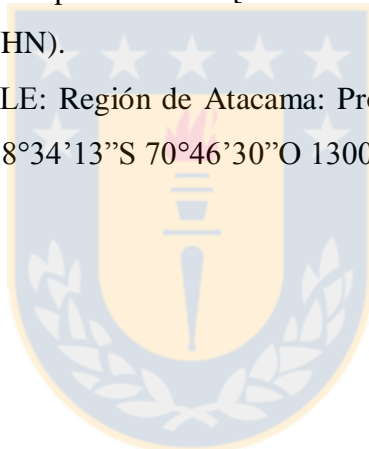 HN).
LE: Región de Atacama: Pr
8°34'13”S 70°46'30”O 1300